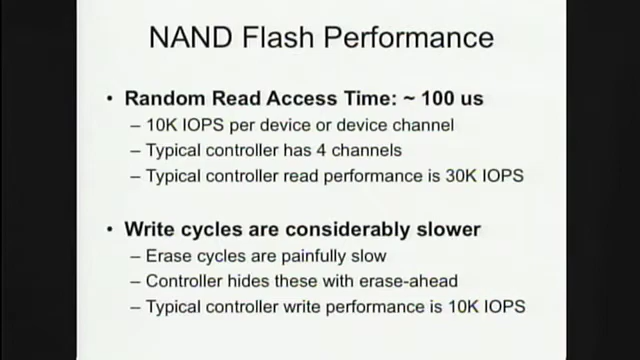 NAND Flash Performance
• Random Read Access Time: ~ 100 us
– 10K IOPS per device or device channel
– Typical controller has 4 channels
– Typical controller read performance is 30K IOPS
• Write cycles are considerably slower
– Erase cycles are painfully slow
– Controller hides these with erase-ahead
– Typical controller write performance is 10K IOPS